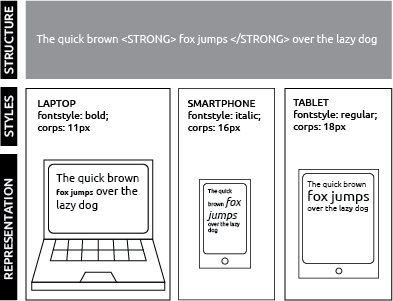 STRUCTURE
The quick brown <STRONG> fox jumps </STRONG> over the lazy dog
STYLES
LAPTOP
fontstyle: bold;
corps: 11px
SMARTPHONE
fontstyle: italic;
corps: 16px
TABLET
fontstyle: regular;
corps: 18px
REPRESENTATION
The quick brown
fox jumps over the
lazy dog
The quick
brown fox
jumps
over the lazy
dog
The quick brown
fox jumps
over the lazy dog